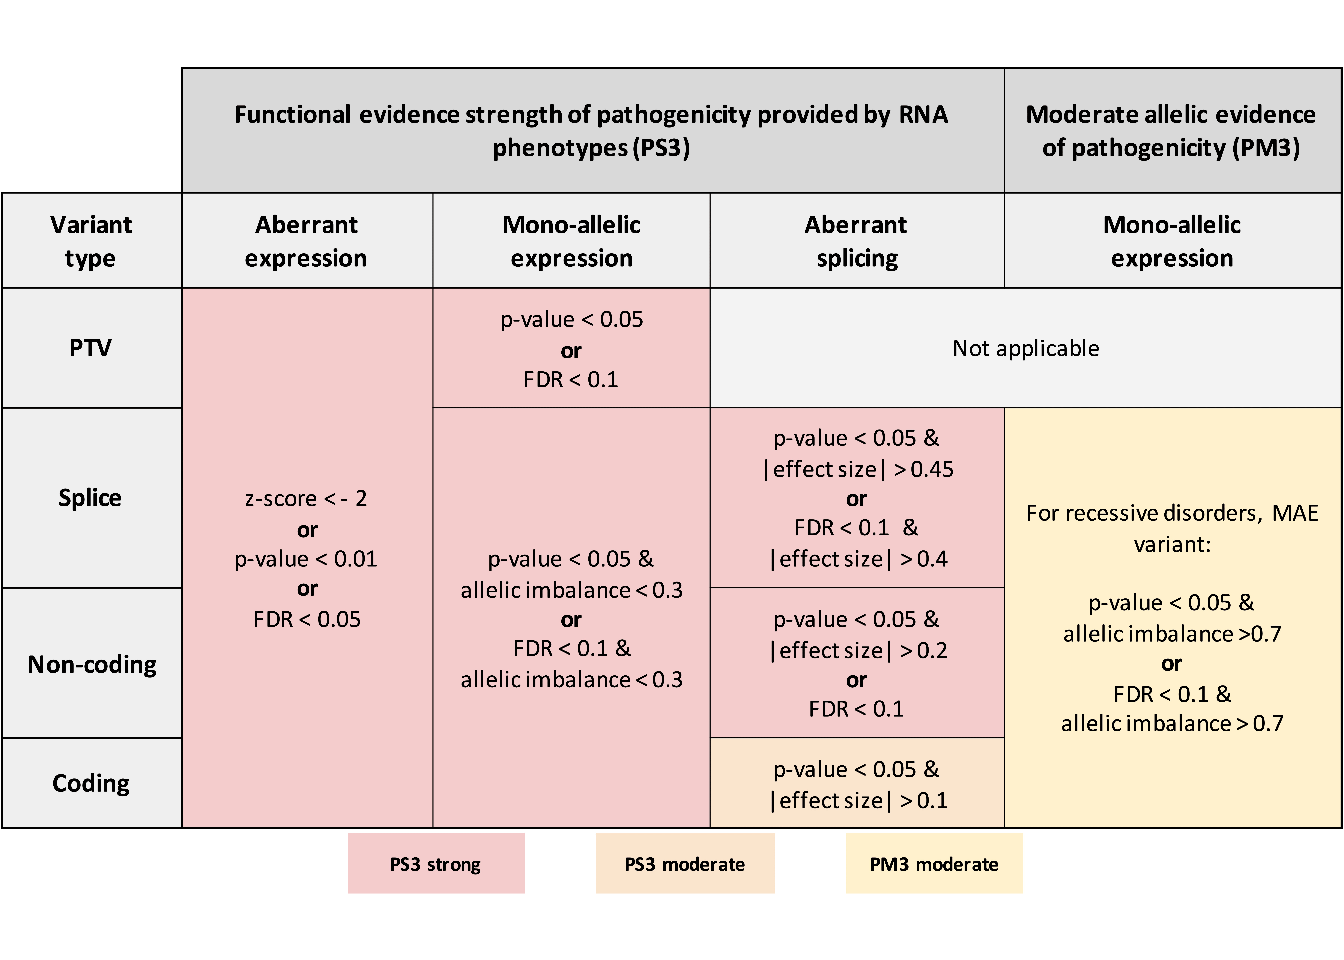 Functional evidence strength of pathogenicity provided by RNA
phenotypes (PS3)
Moderate allelic evidence
of pathogenicity (PM3)
Variant
type
Aberrant
expression
Mono-allelic
expression
Aberrant
splicing
Mono-allelic
expression
PTV
p-value < 0.05
or
FDR < 0.1
Not applicable
Splice
z-score < - 2
or
p-value < 0.01
or
FDR < 0.05
p-value < 0.05 &
allelic imbalance < 0.3
or
FDR < 0.1 &
allelic imbalance < 0.3
p-value < 0.05 &
|effect size| > 0.45
or
FDR < 0.1 &
|effect size| > 0.4
For recessive disorders, MAE
variant:
p-value < 0.05 &
allelic imbalance >0.7
or
FDR < 0.1 &
allelic imbalance > 0.7
Non-coding
p-value < 0.05 &
|effect size| > 0.2
or
FDR < 0.1
Coding
p-value < 0.05 &
|effect size| > 0.1
PS3 strong
PS3 moderate
PM3 moderate